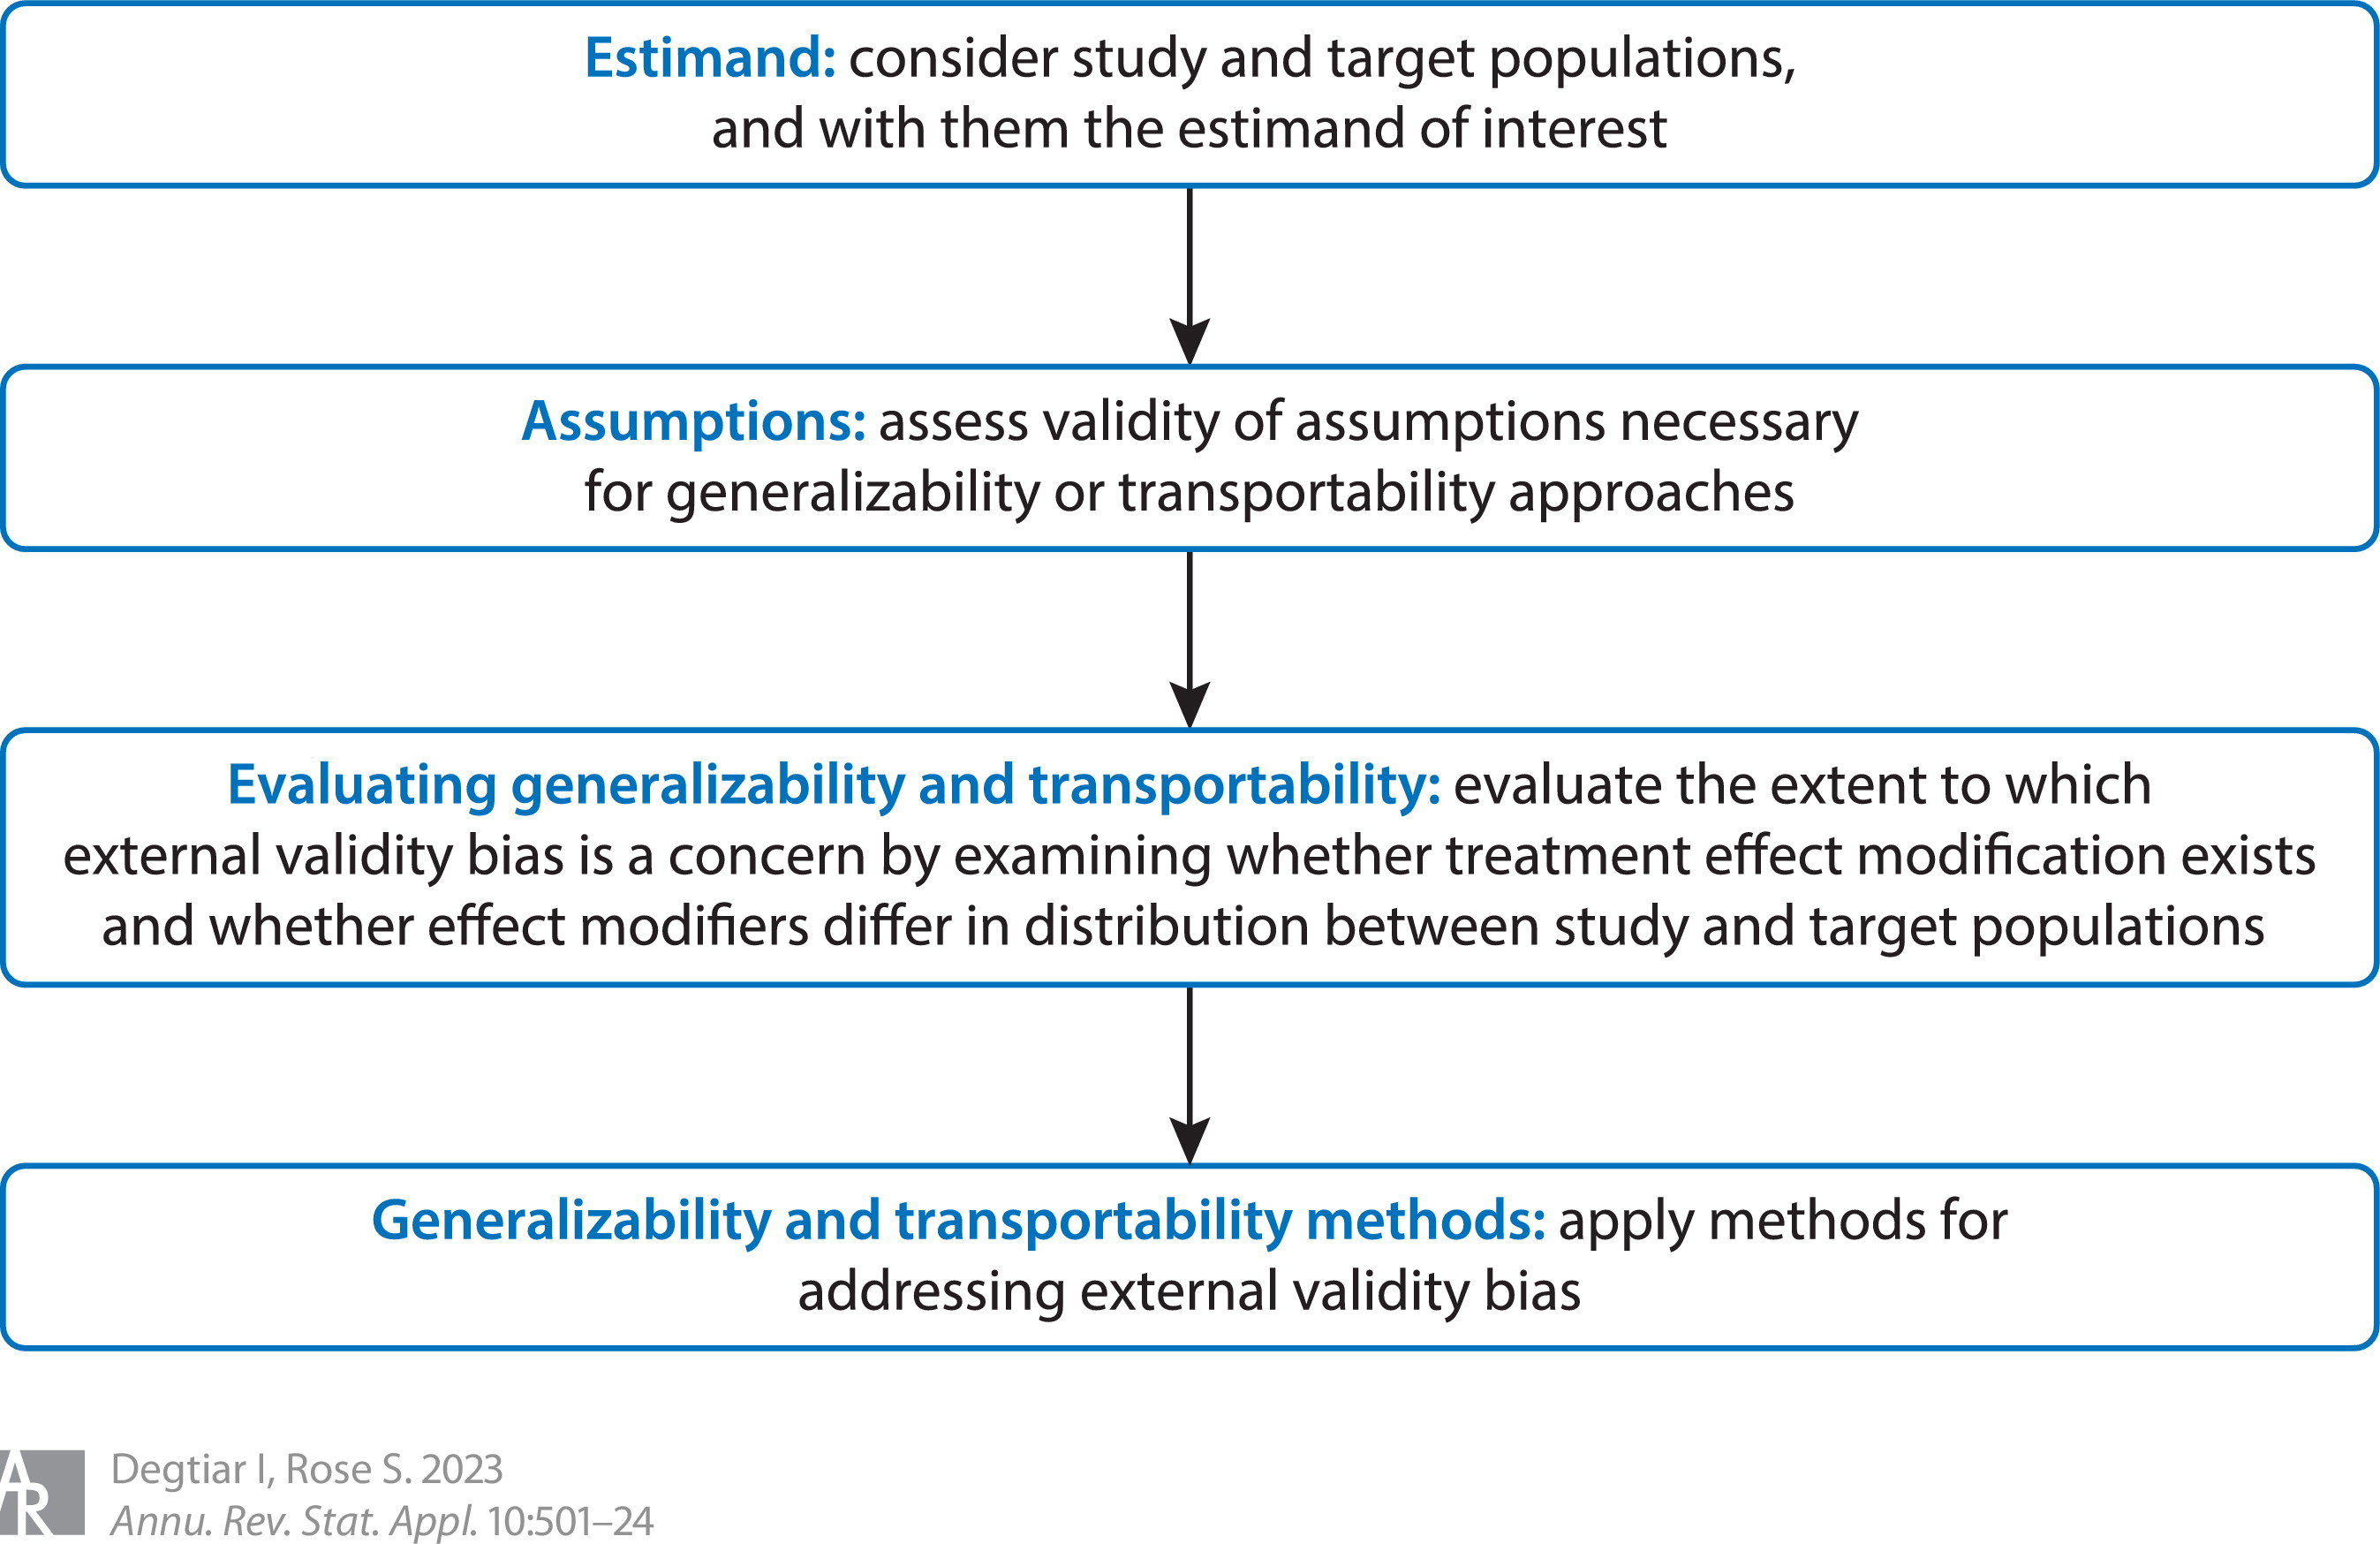 Estimand: consider study and target populations,
and with them the estimand of interest
Assumptions: assess validity of assumptions necessary
for generalizability or transportability approaches
Evaluating generalizability and transportability: evaluate the extent to which
external validity bias is a concern by examining whether treatment effect modification exists
and whether effect modifiers differ in distribution between study and target populations
Generalizability and transportability methods: apply methods for
addressing external validity bias
AR
Degtiar I, Rose S. 2023
Annu. Rev. Stat. Appl. 10:501–24